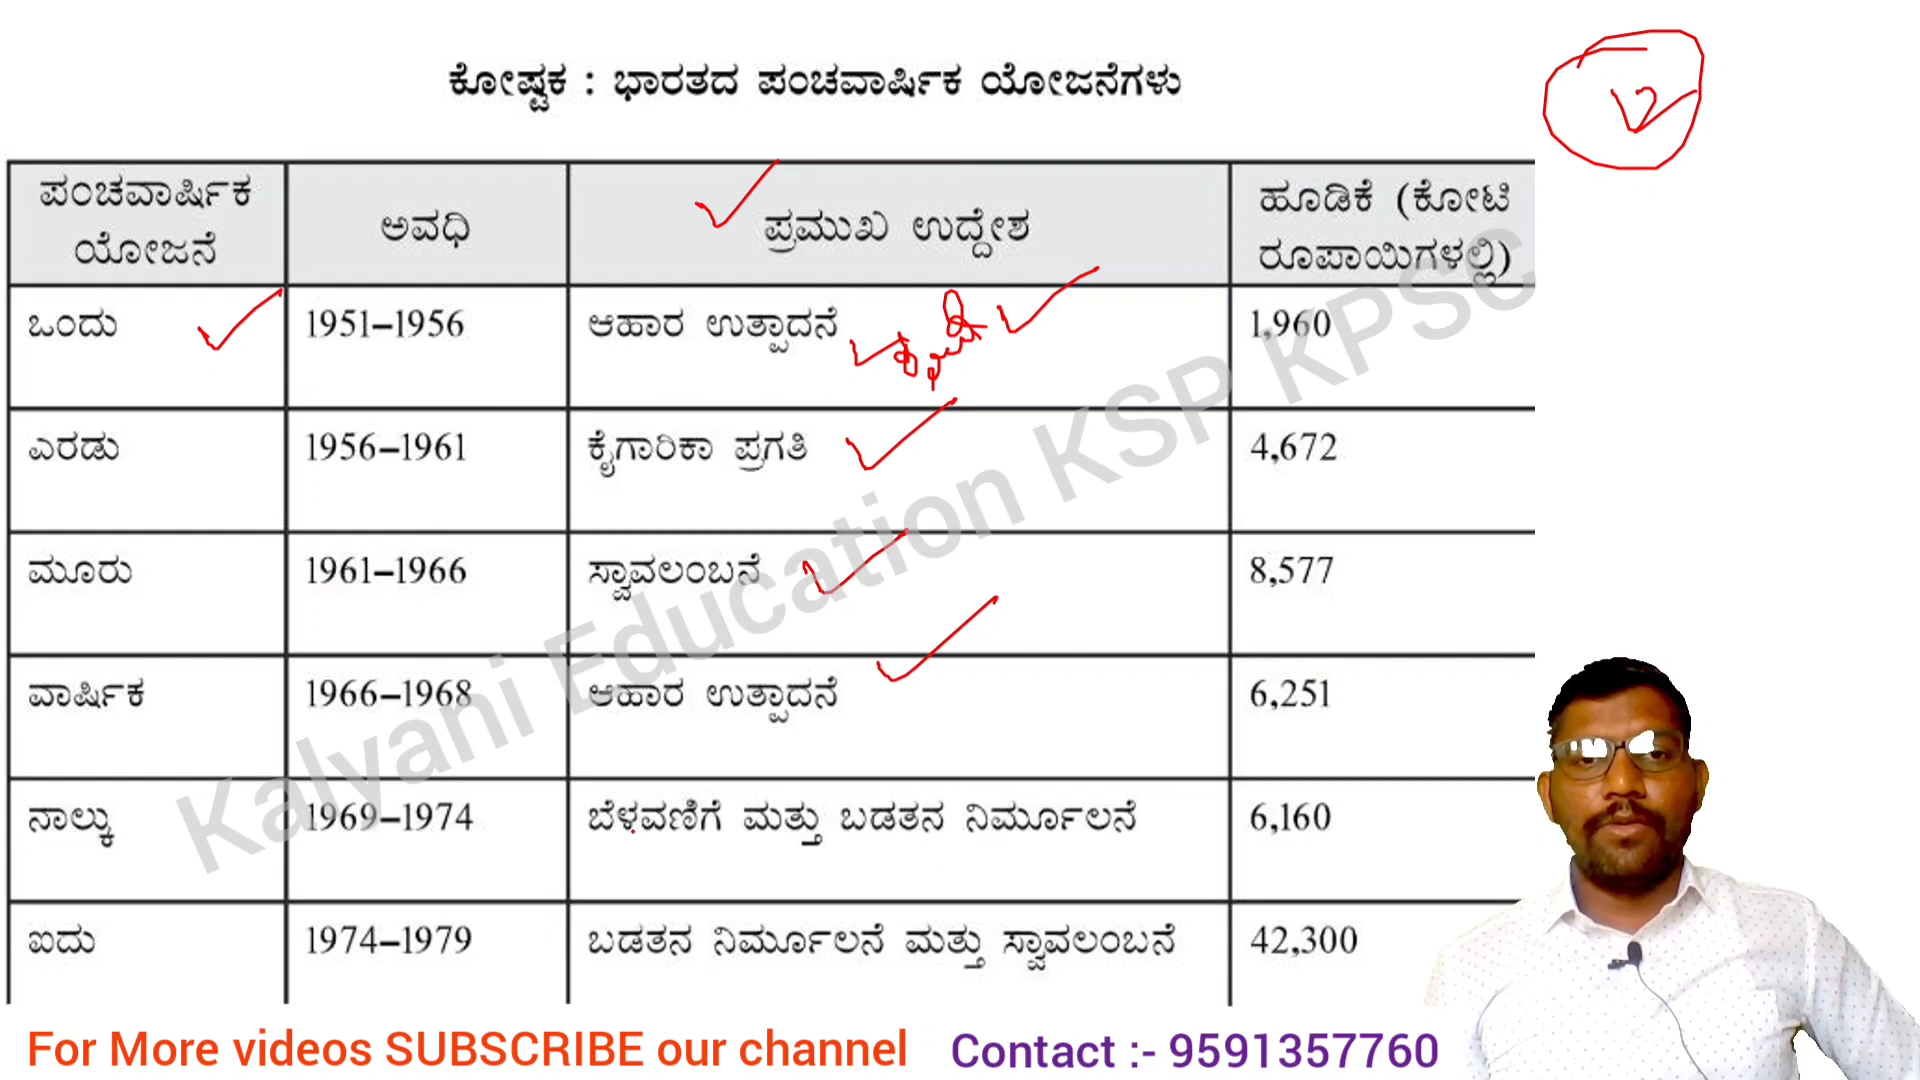 ಕೋಷ್ಟಕ : ಭಾರತದ ಪಂಚವಾರ್ಷಿಕ ಯೋಜನೆಗಳು
ಪಂಚವಾರ್ಷಿಕ ಯೋಜನೆ ಅವಧಿ ಪ್ರಮುಖ ಉದ್ದೇಶ ಹೂಡಿಕೆ (ಕೋಟಿ ರೂಪಾಯಿಗಳಲ್ಲಿ)
ಒಂದು 1951–1956 ಆಹಾರ ಉತ್ಪಾದನೆ 1,960
ಎರಡು 1956–1961 ಕೈಗಾರಿಕಾ ಪ್ರಗತಿ 4,672
ಮೂರು 1961–1966 ಸ್ವಾವಲಂಬನೆ 8,577
ವಾರ್ಷಿಕ 1966–1968 ಆಹಾರ ಉತ್ಪಾದನೆ 6,251
ನಾಲ್ಕು 1969–1974 ಬೆಳವಣಿಗೆ ಮತ್ತು ಬಡತನ ನಿರ್ಮೂಲನೆ 6,160
ಐದು 1974–1979 ಬಡತನ ನಿರ್ಮೂಲನೆ ಮತ್ತು ಸ್ವಾವಲಂಬನೆ 42,300
Kalyani Education KSP KPSC
For More videos SUBSCRIBE our channel Contact :- 9591357760